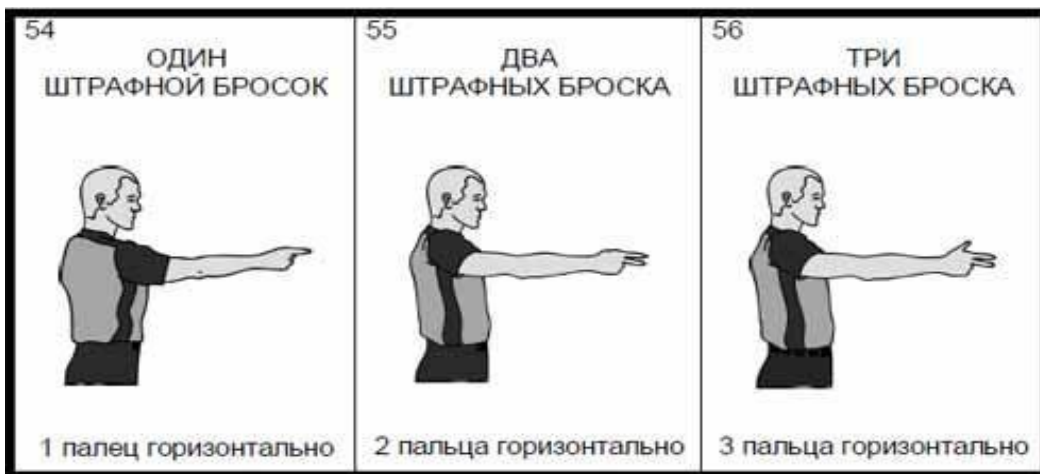 54
ОДИН
ШТРАФНОЙ БРОСОК
1 палец горизонтально
55
ДВА
ШТРАФНЫХ БРОСКА
2 пальца горизонтально
56
ТРИ
ШТРАФНЫХ БРОСКА
3 пальца горизонтально